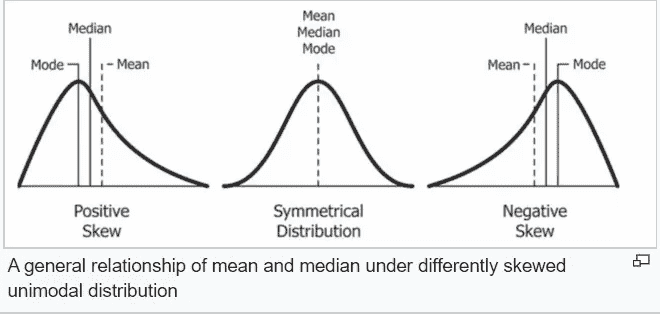 Median
Mode
Mean
Positive
Skew
Mean
Median
Mode
Symmetrical
Distribution
Median
Mean
Mode
Negative
Skew
A general relationship of mean and median under differently skewed
unimodal distribution